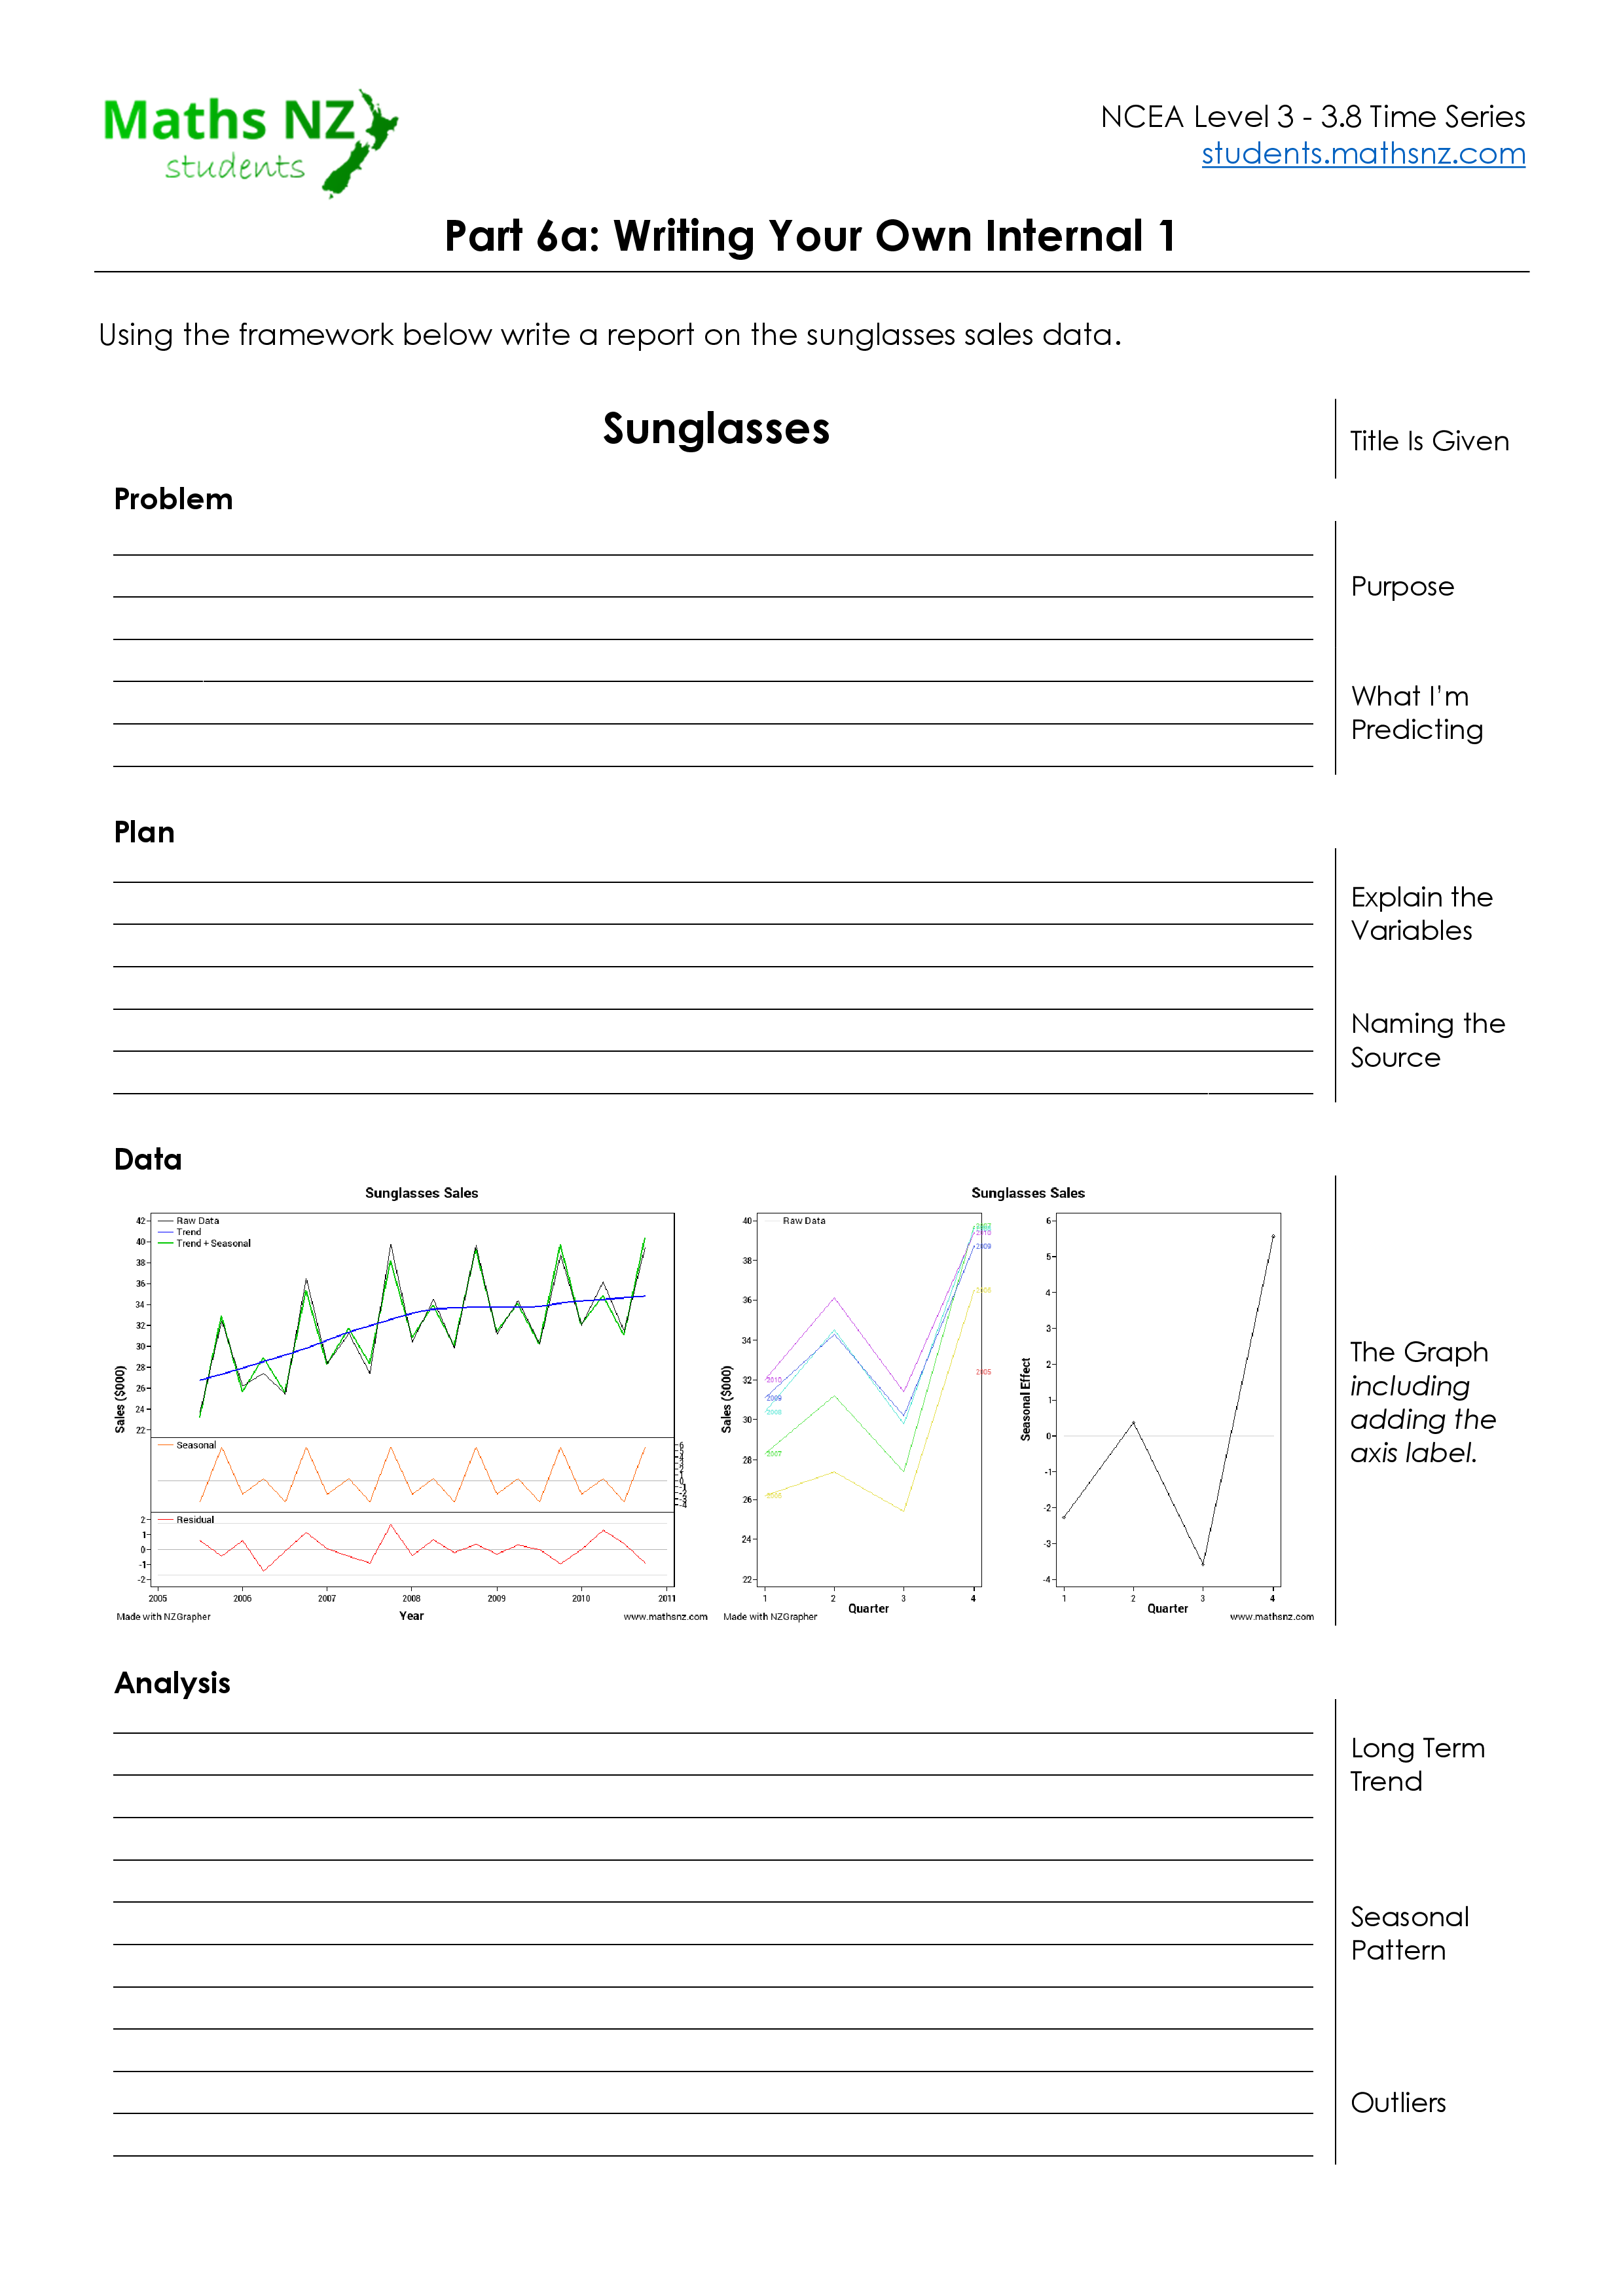 Maths NZ
students
NCEA Level 3 - 3.8 Time Series
students.mathsnz.com
Part 6a: Writing Your Own Internal 1
Using the framework below write a report on the sunglasses sales data.
Sunglasses
Title Is Given
Problem
Purpose
What I'm
Predicting
Plan
Explain the
Variables
Naming the
Source
Data
Sunglasses Sales
Raw Data
Trend
Trend + Seasonal
42
40
38
36
34
32
30
28
26
24
22
Sales ($000)
Seasonal
6
Residual
2
1
0
-1
-2
2005
2006
2007
2008
2009
2010
2011
Made with NZGrapher
Year
www.mathsnz.com
Sunglasses Sales
Raw Data
40
38
36
34
32
30
28
26
24
22
Sales ($000)
2007
2010
2009
2006
2005
2010
2009
2008
2007
2006
1
2
3
4
Quarter
Made with NZGrapher
6
5
4
3
2
1
0
-1
-2
-3
-4
Seasonal Effect
1
2
3
4
Quarter
www.mathsnz.com
The Graph
including
adding the
axis label.
Analysis
Long Term
Trend
Seasonal
Pattern
Outliers